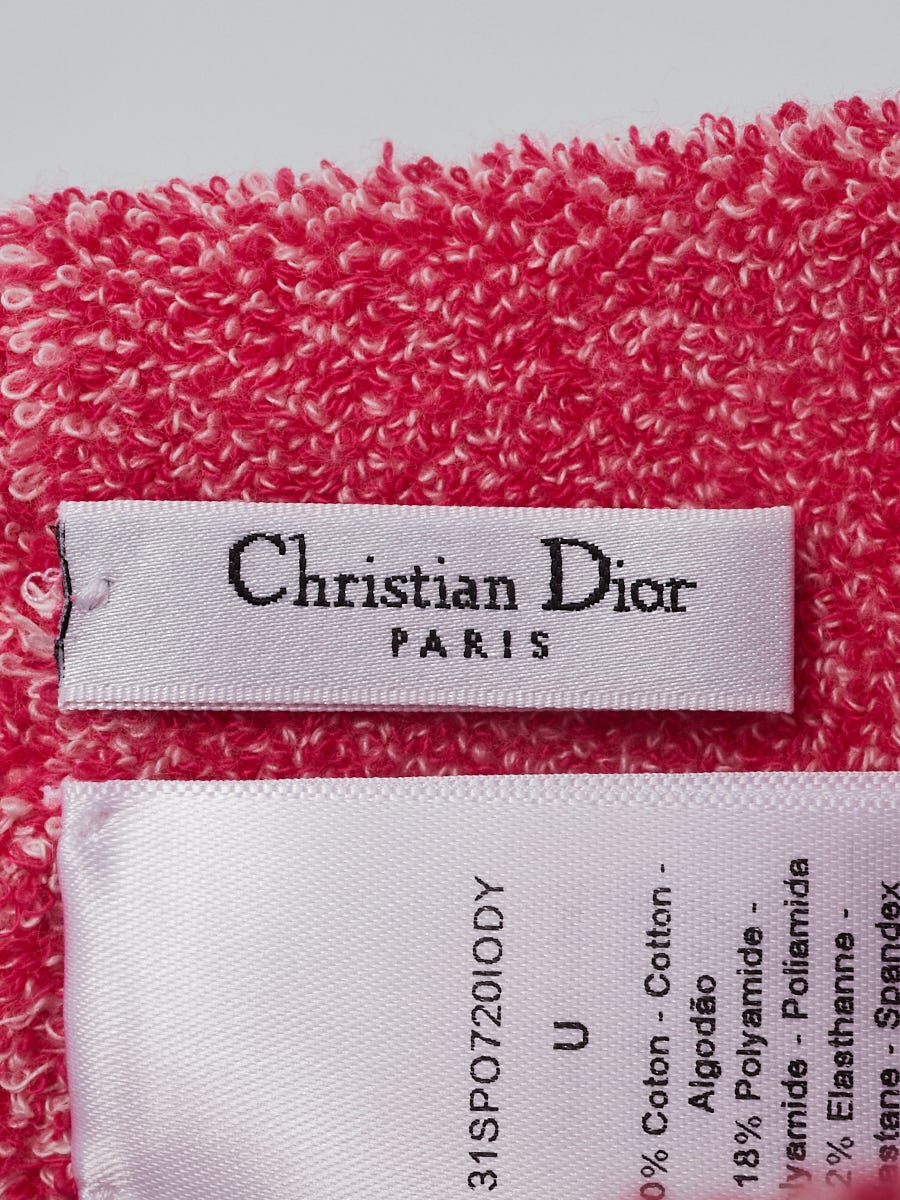 Christian Dior
PARIS
31SPO720IODY
U
0% Coton - Cotton -
Algodão
18% Polyamide -
lyamide - Poliamida
2% Elasthanne -
astane - Spandex